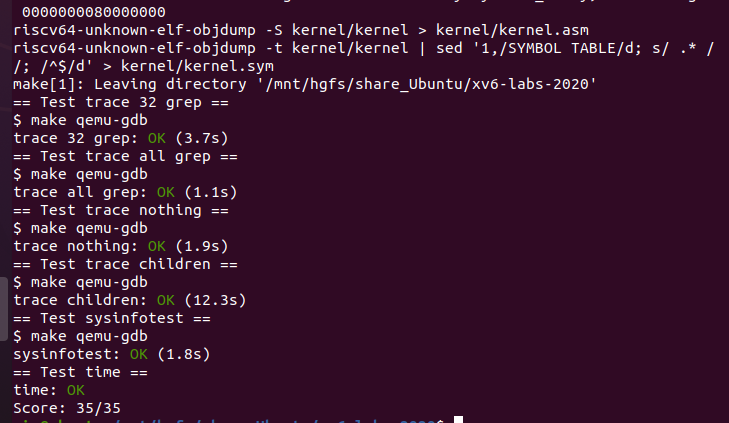 0000000080000000
riscv64-unknown-elf-objdump -S kernel/kernel > kernel/kernel.asm
riscv64-unknown-elf-objdump -t kernel/kernel | sed '1,/SYMBOL TABLE/d; s/ .* /
/; /^$/d' > kernel/kernel.sym
make[1]: Leaving directory '/mnt/hgfs/share_Ubuntu/xv6-labs-2020'
== Test trace 32 grep ==
$ make qemu-gdb
trace 32 grep: OK (3.7s)
== Test trace all grep ==
$ make qemu-gdb
trace all grep: OK (1.1s)
== Test trace nothing ==
$ make qemu-gdb
trace nothing: OK (1.9s)
== Test trace children ==
$ make qemu-gdb
trace children: OK (12.3s)
== Test sysinfotest ==
$ make qemu-gdb
sysinfotest: OK (1.8s)
== Test time ==
time: OK
Score: 35/35